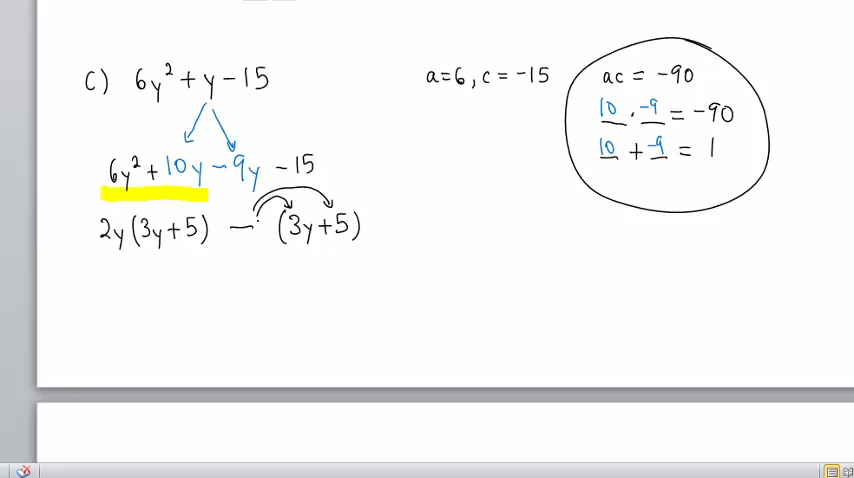 c) 6y² + y - 15
a=6, c = -15
ac = -90
10 · -9 = -90
10 + -9 = 1
6y² + 10y - 9y - 15
2y(3y+5) - (3y+5)